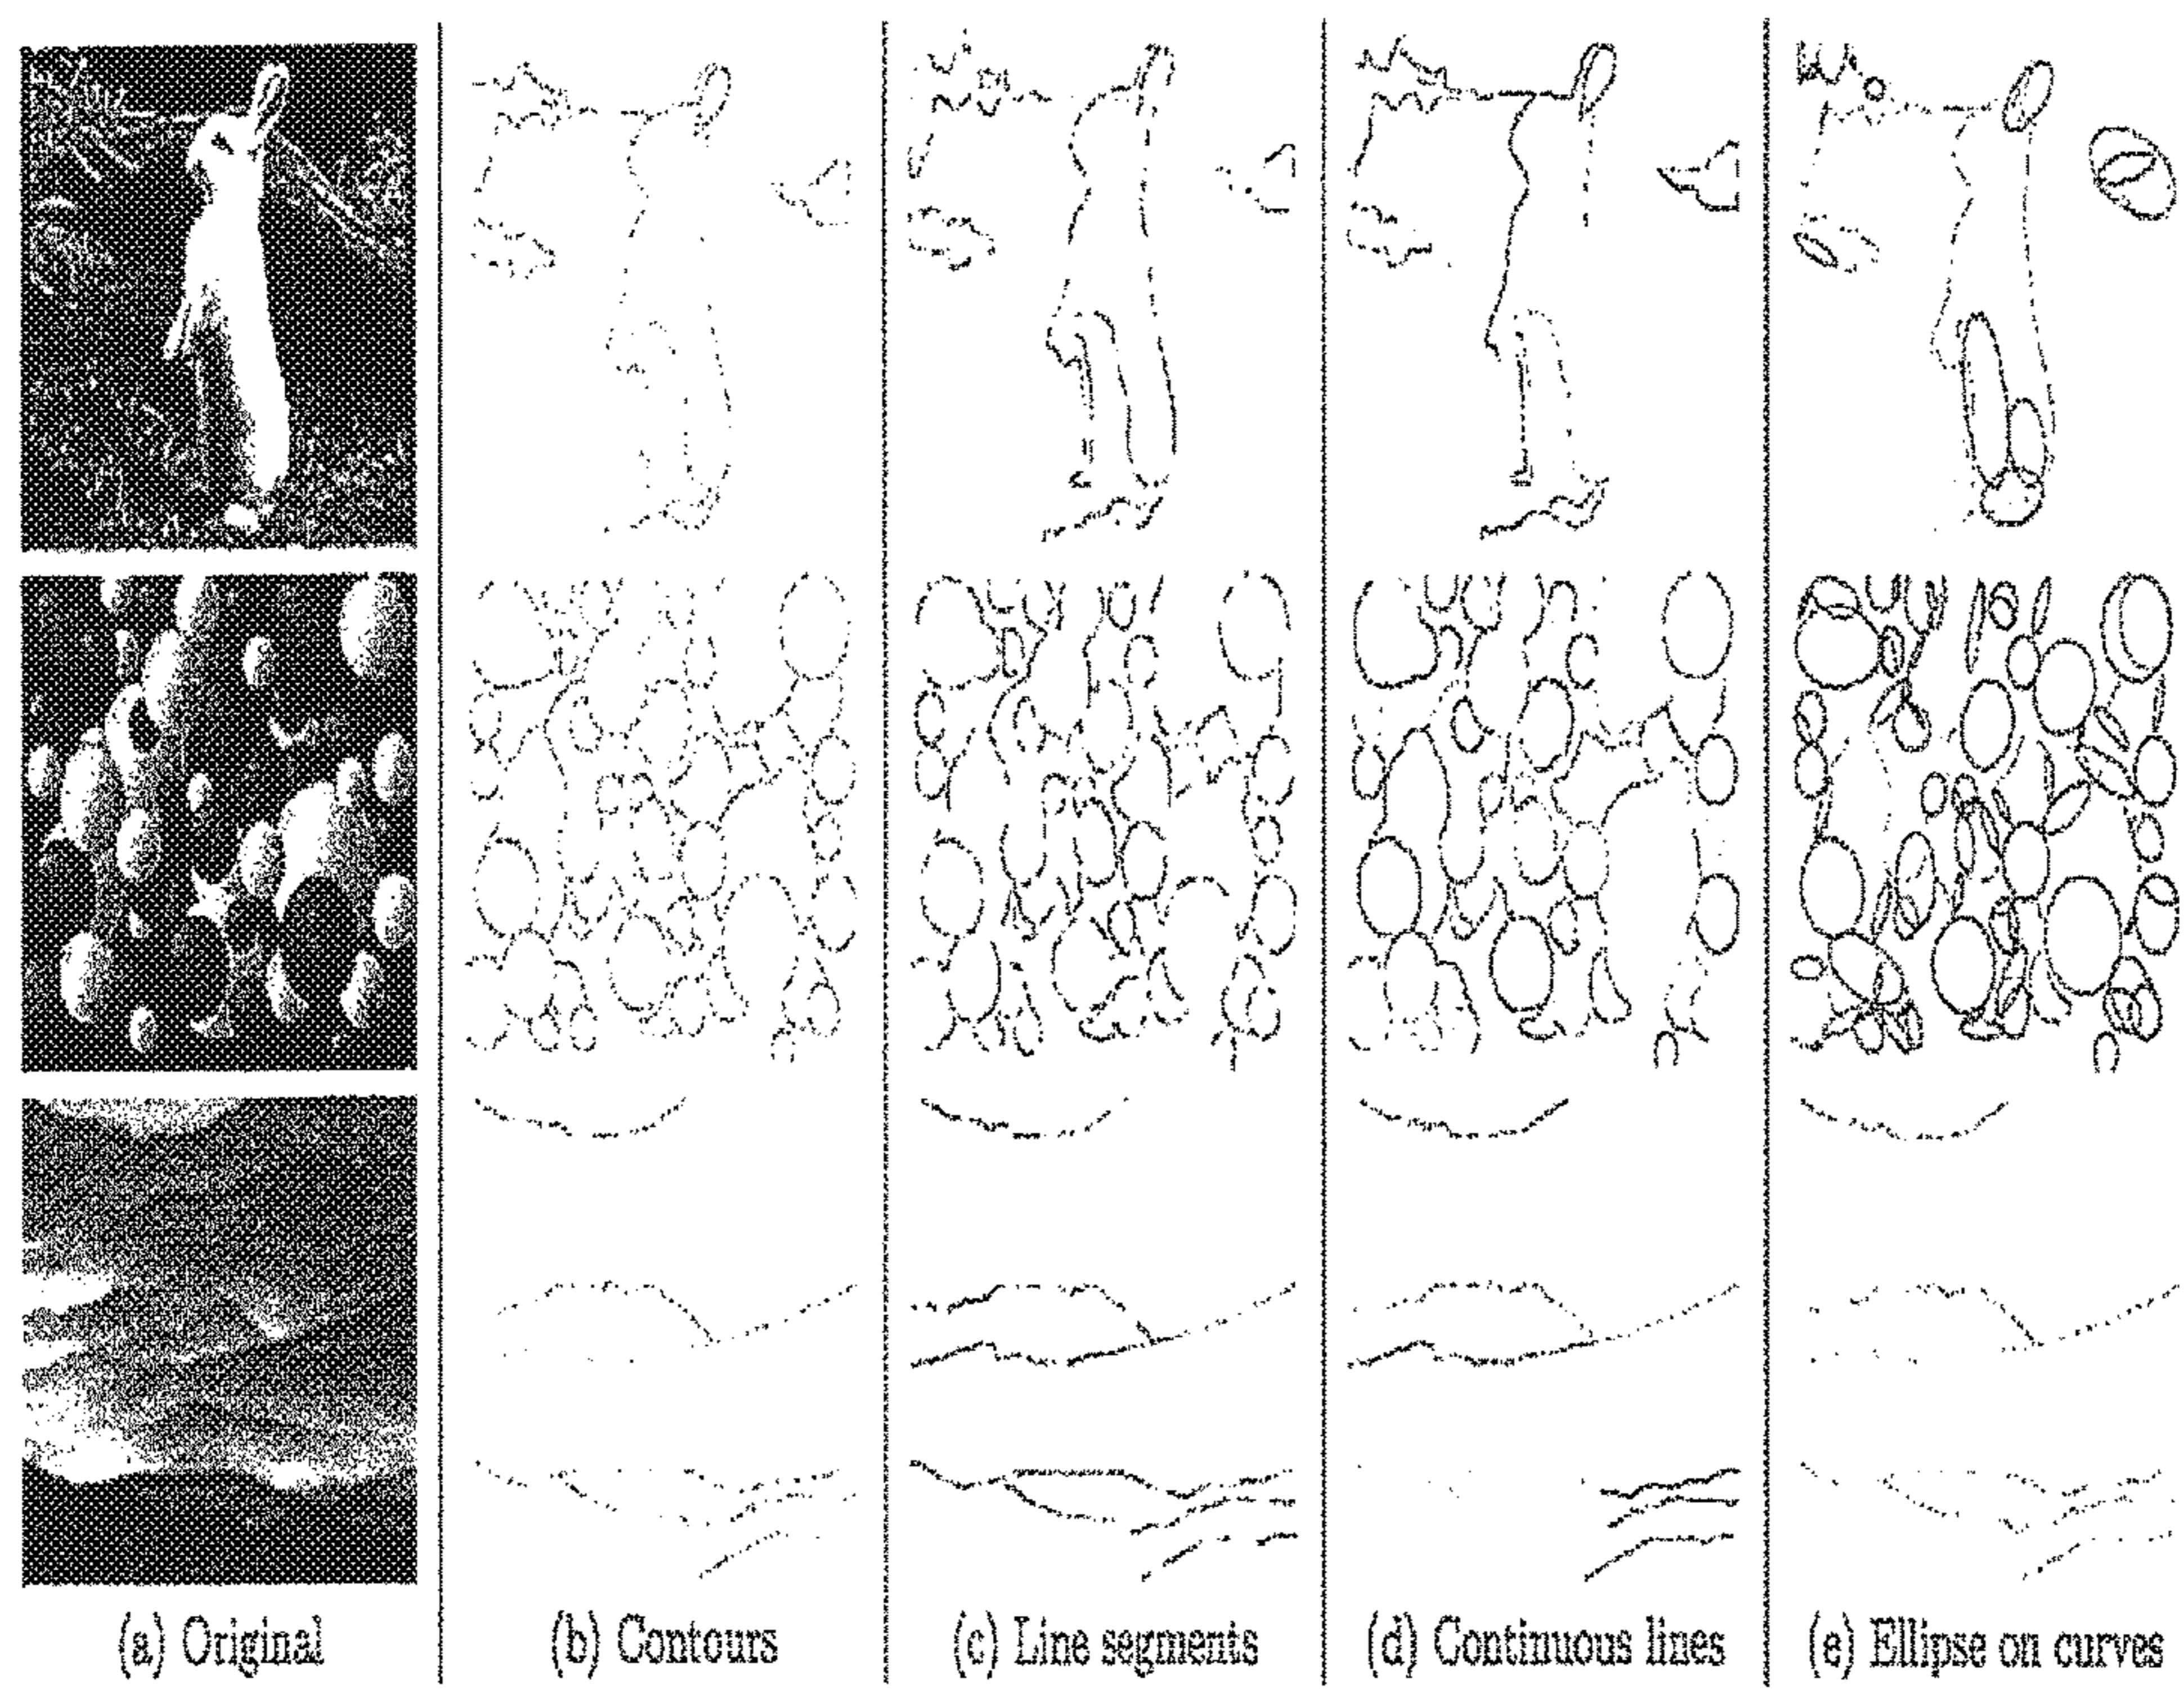 (a) Original
(b) Contours
(c) Line segments
(d) Continuous lines
(e) Ellipse on curves